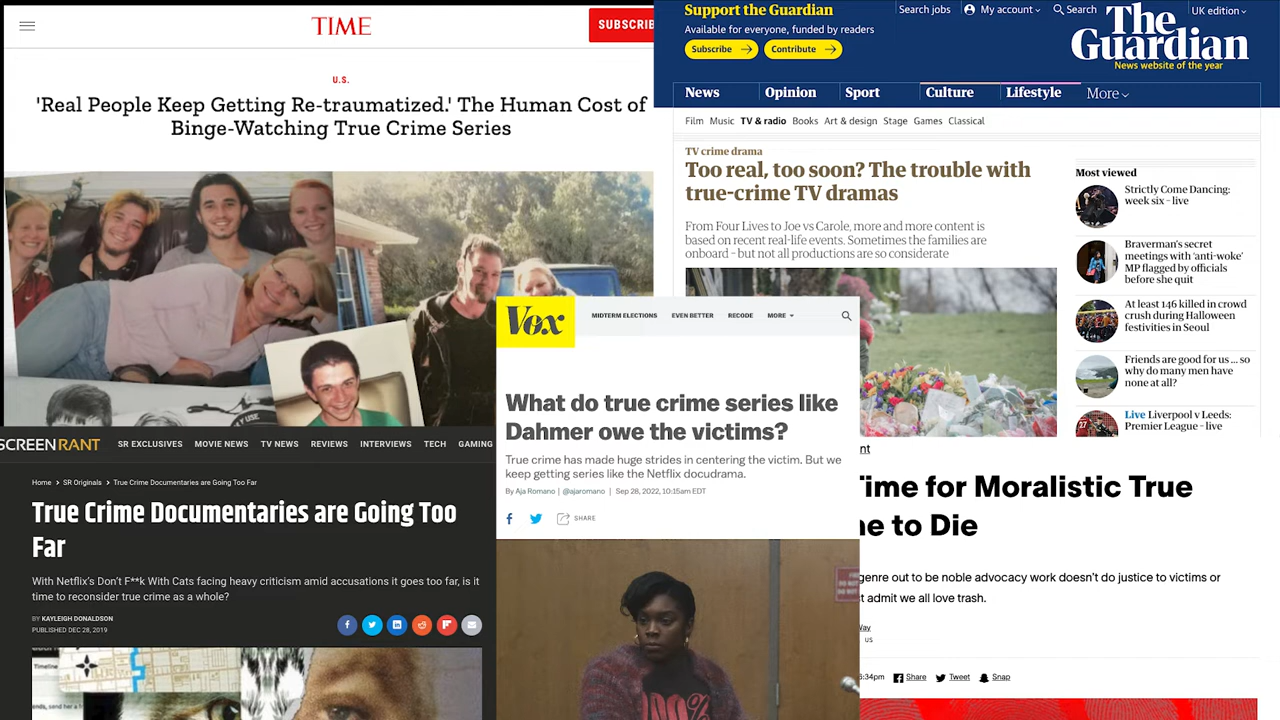 TIME
SUBSCRIB
U.S.
'Real People Keep Getting Re-traumatized.' The Human Cost of
Binge-Watching True Crime Series
Support the Guardian
Available for everyone, funded by readers
Subscribe
Contribute
Search jobs
My account
Search
UK edition
The
Guardian
News website of the year
News
Opinion
Sport
Culture
Lifestyle
More
Film Music TV & radio Books Art & design Stage Games Classical
TV crime drama
Too real, too soon? The trouble with
true-crime TV dramas
From Four Lives to Joe vs Carole, more and more content is
based on recent real-life events. Sometimes the families are
onboard – but not all productions are so considerate
Most viewed
Strictly Come Dancing:
week six – live
Braverman's secret
meetings with 'anti-woke'
MP flagged by officials
before she quit
At least 146 killed in crowd
crush during Halloween
festivities in Seoul
Friends are good for us ... so
why do many men have
none at all?
Live Liverpool v Leeds:
Premier League – live
Vox
MIDTERM ELECTIONS EVEN BETTER RECODE MORE
What do true crime series like
Dahmer owe the victims?
True crime has made huge strides in centering the victim. But we
keep getting series like the Netflix docudrama.
By Aja Romano | @ajaromano | Sep 28, 2022, 10:15am EDT
SHARE
SCREENRANT
SR EXCLUSIVES MOVIE NEWS TV NEWS REVIEWS INTERVIEWS TECH GAMING
Home > SR Originals > True Crime Documentaries are Going Too Far
True Crime Documentaries are Going Too
Far
With Netflix's Don't F**k With Cats facing heavy criticism amid accusations it goes too far, is it
time to reconsider true crime as a whole?
BY KAYLEIGH DONALDSON
PUBLISHED DEC 28, 2019
nt
Time for Moralistic True
ne to Die
genre out to be noble advocacy work doesn't do justice to victims or
t admit we all love trash.
Way
US
6:34pm
Share
Tweet
Snap